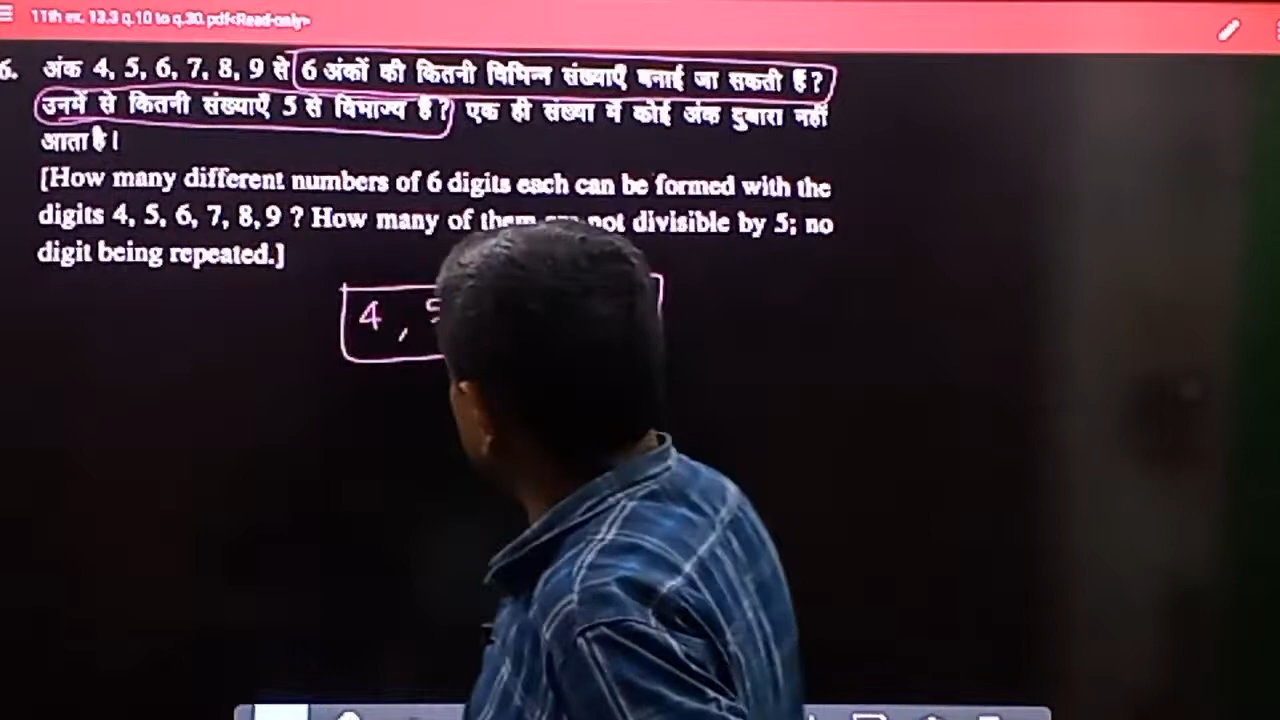 11th ex. 13.3 q.10 to q.30.pdf<Read-only>
6. अंक 4, 5, 6, 7, 8, 9 से 6 अंकों की कितनी विभिन्न संख्याएँ बनाई जा सकती हैं ?
उनमें से कितनी संख्याएँ 5 से विभाज्य हैं ? एक ही संख्या में कोई अंक दुबारा नहीं
आता है।
[How many different numbers of 6 digits each can be formed with the
digits 4, 5, 6, 7, 8, 9 ? How many of them not divisible by 5; no
digit being repeated.]
4 , 5